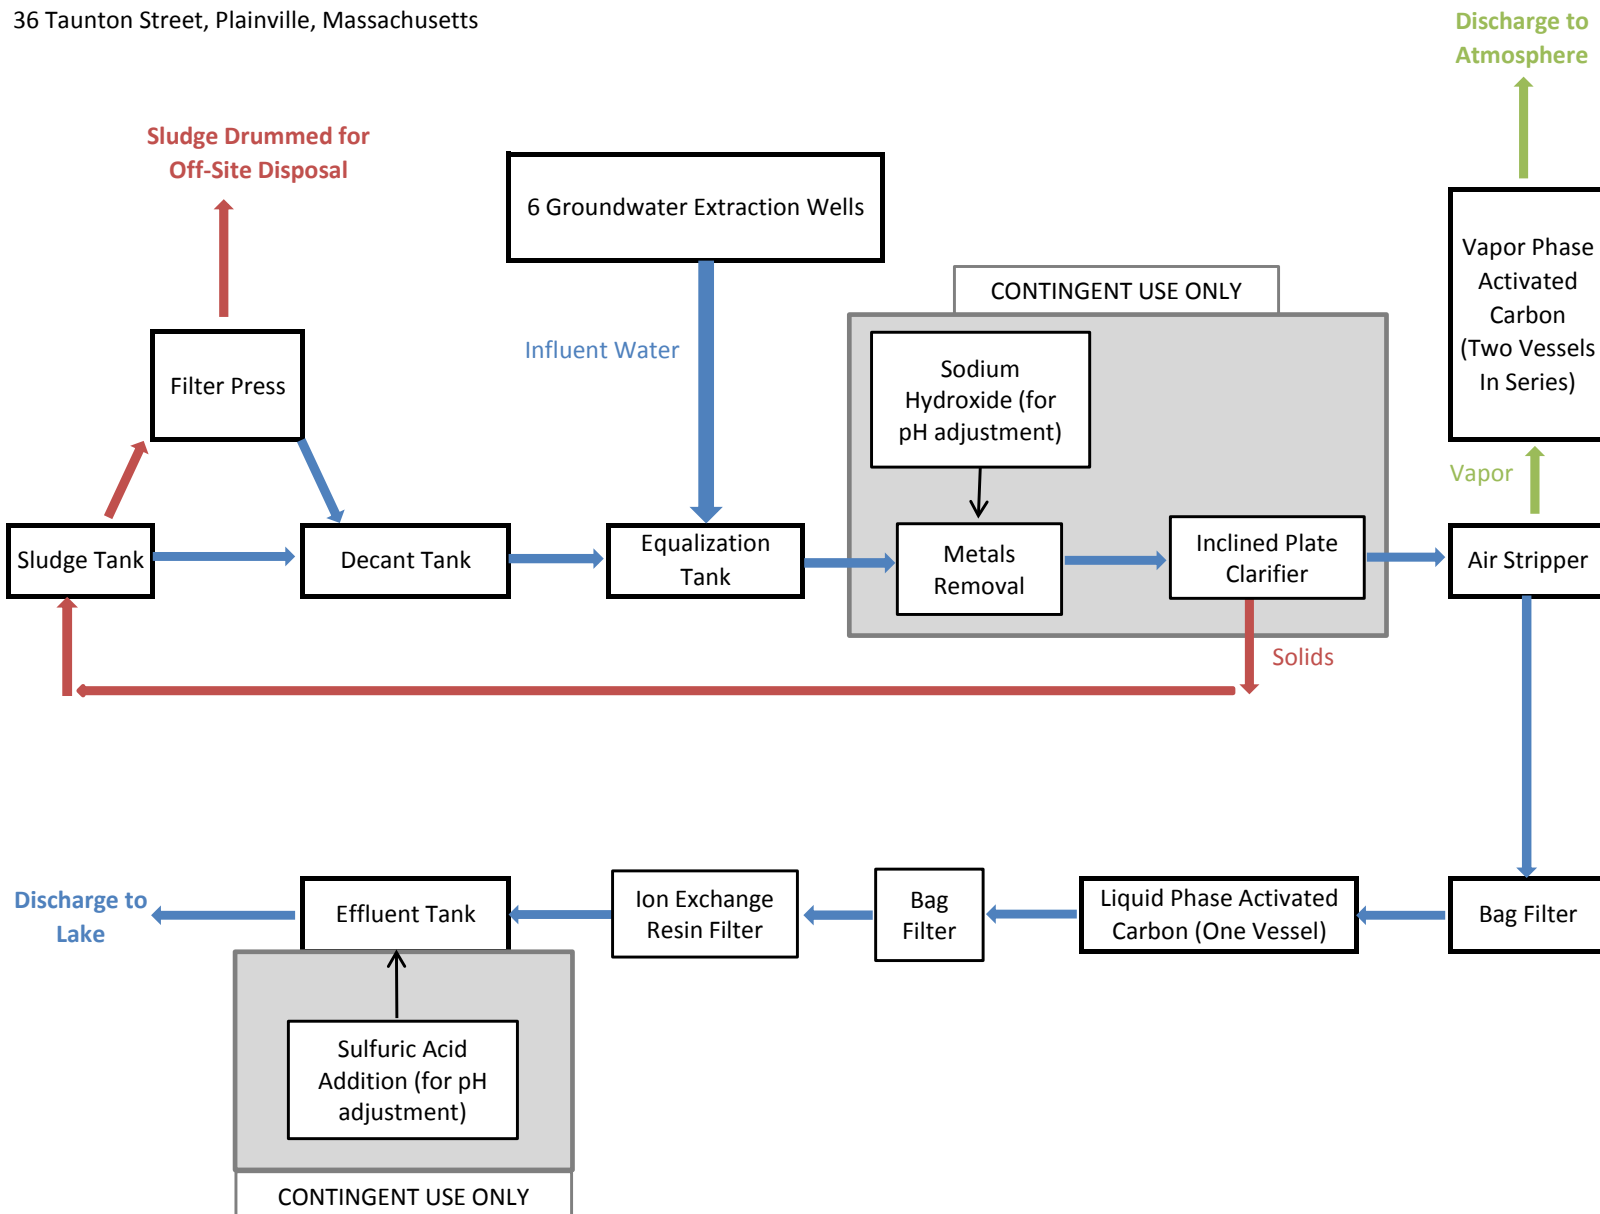 36 Taunton Street, Plainville, Massachusetts
Discharge to
Atmosphere
Sludge Drummed for
Off-Site Disposal
6 Groundwater Extraction Wells
Vapor Phase
Activated
Carbon
(Two Vessels
In Series)
CONTINGENT USE ONLY
Influent Water
Filter Press
Sodium
Hydroxide (for
pH adjustment)
Vapor
Sludge Tank
Decant Tank
Equalization
Tank
Metals
Removal
Inclined Plate
Clarifier
Air Stripper
Solids
Discharge to
Lake
Effluent Tank
Ion Exchange
Resin Filter
Bag
Filter
Liquid Phase Activated
Carbon (One Vessel)
Bag Filter
Sulfuric Acid
Addition (for pH
adjustment)
CONTINGENT USE ONLY